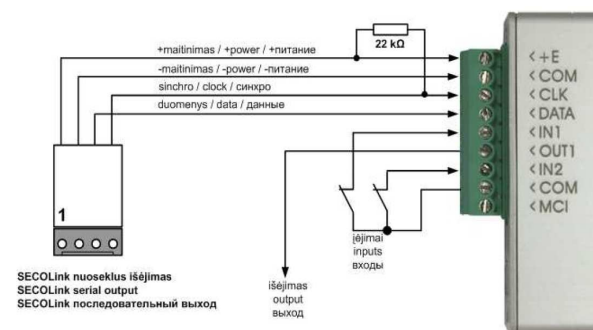 22 kΩ
+maitinimas / +power / +питание
-maitinimas / -power / -питание
sinchro / clock / синхро
duomenys / data / данные
<+E
<COM
<CLK
<DATA
<IN1
<OUT1
<IN2
<COM
<MCI
1
įėjimai
inputs
входы
SECOLink nuoseklus išėjimas
SECOLink serial output
SECOLink последовательный выход
išėjimas
output
выход